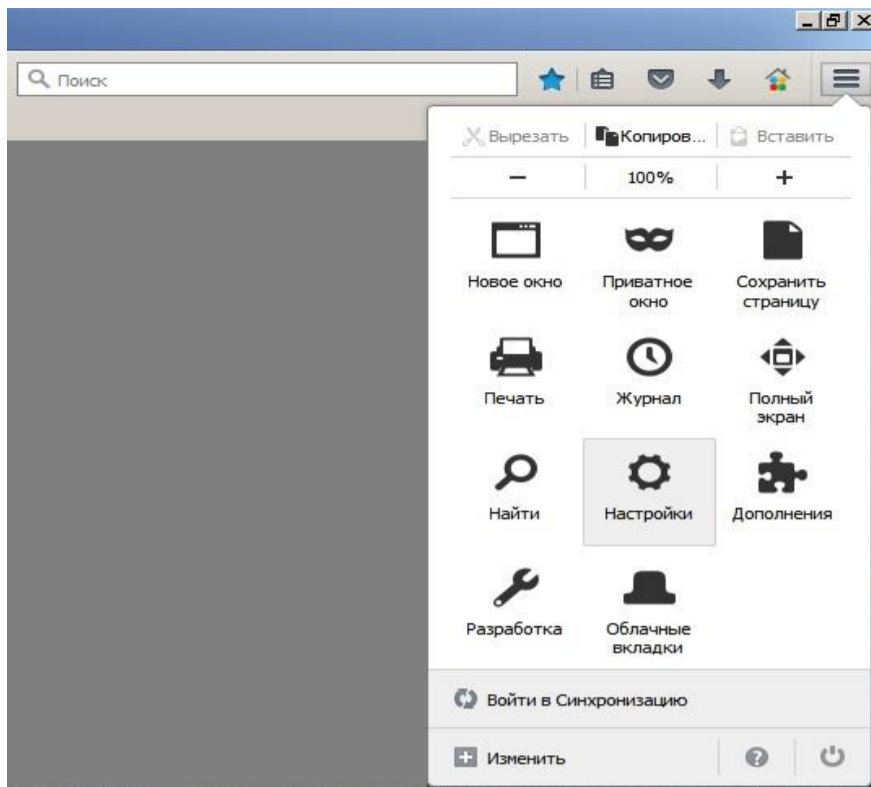 Поиск
Вырезать Копиров... Вставить
− 100% +
Новое окно Приватное Сохранить
окно страницу
Печать Журнал Полный
экран
Найти Настройки Дополнения
Разработка Облачные
вкладки
Войти в Синхронизацию
Изменить